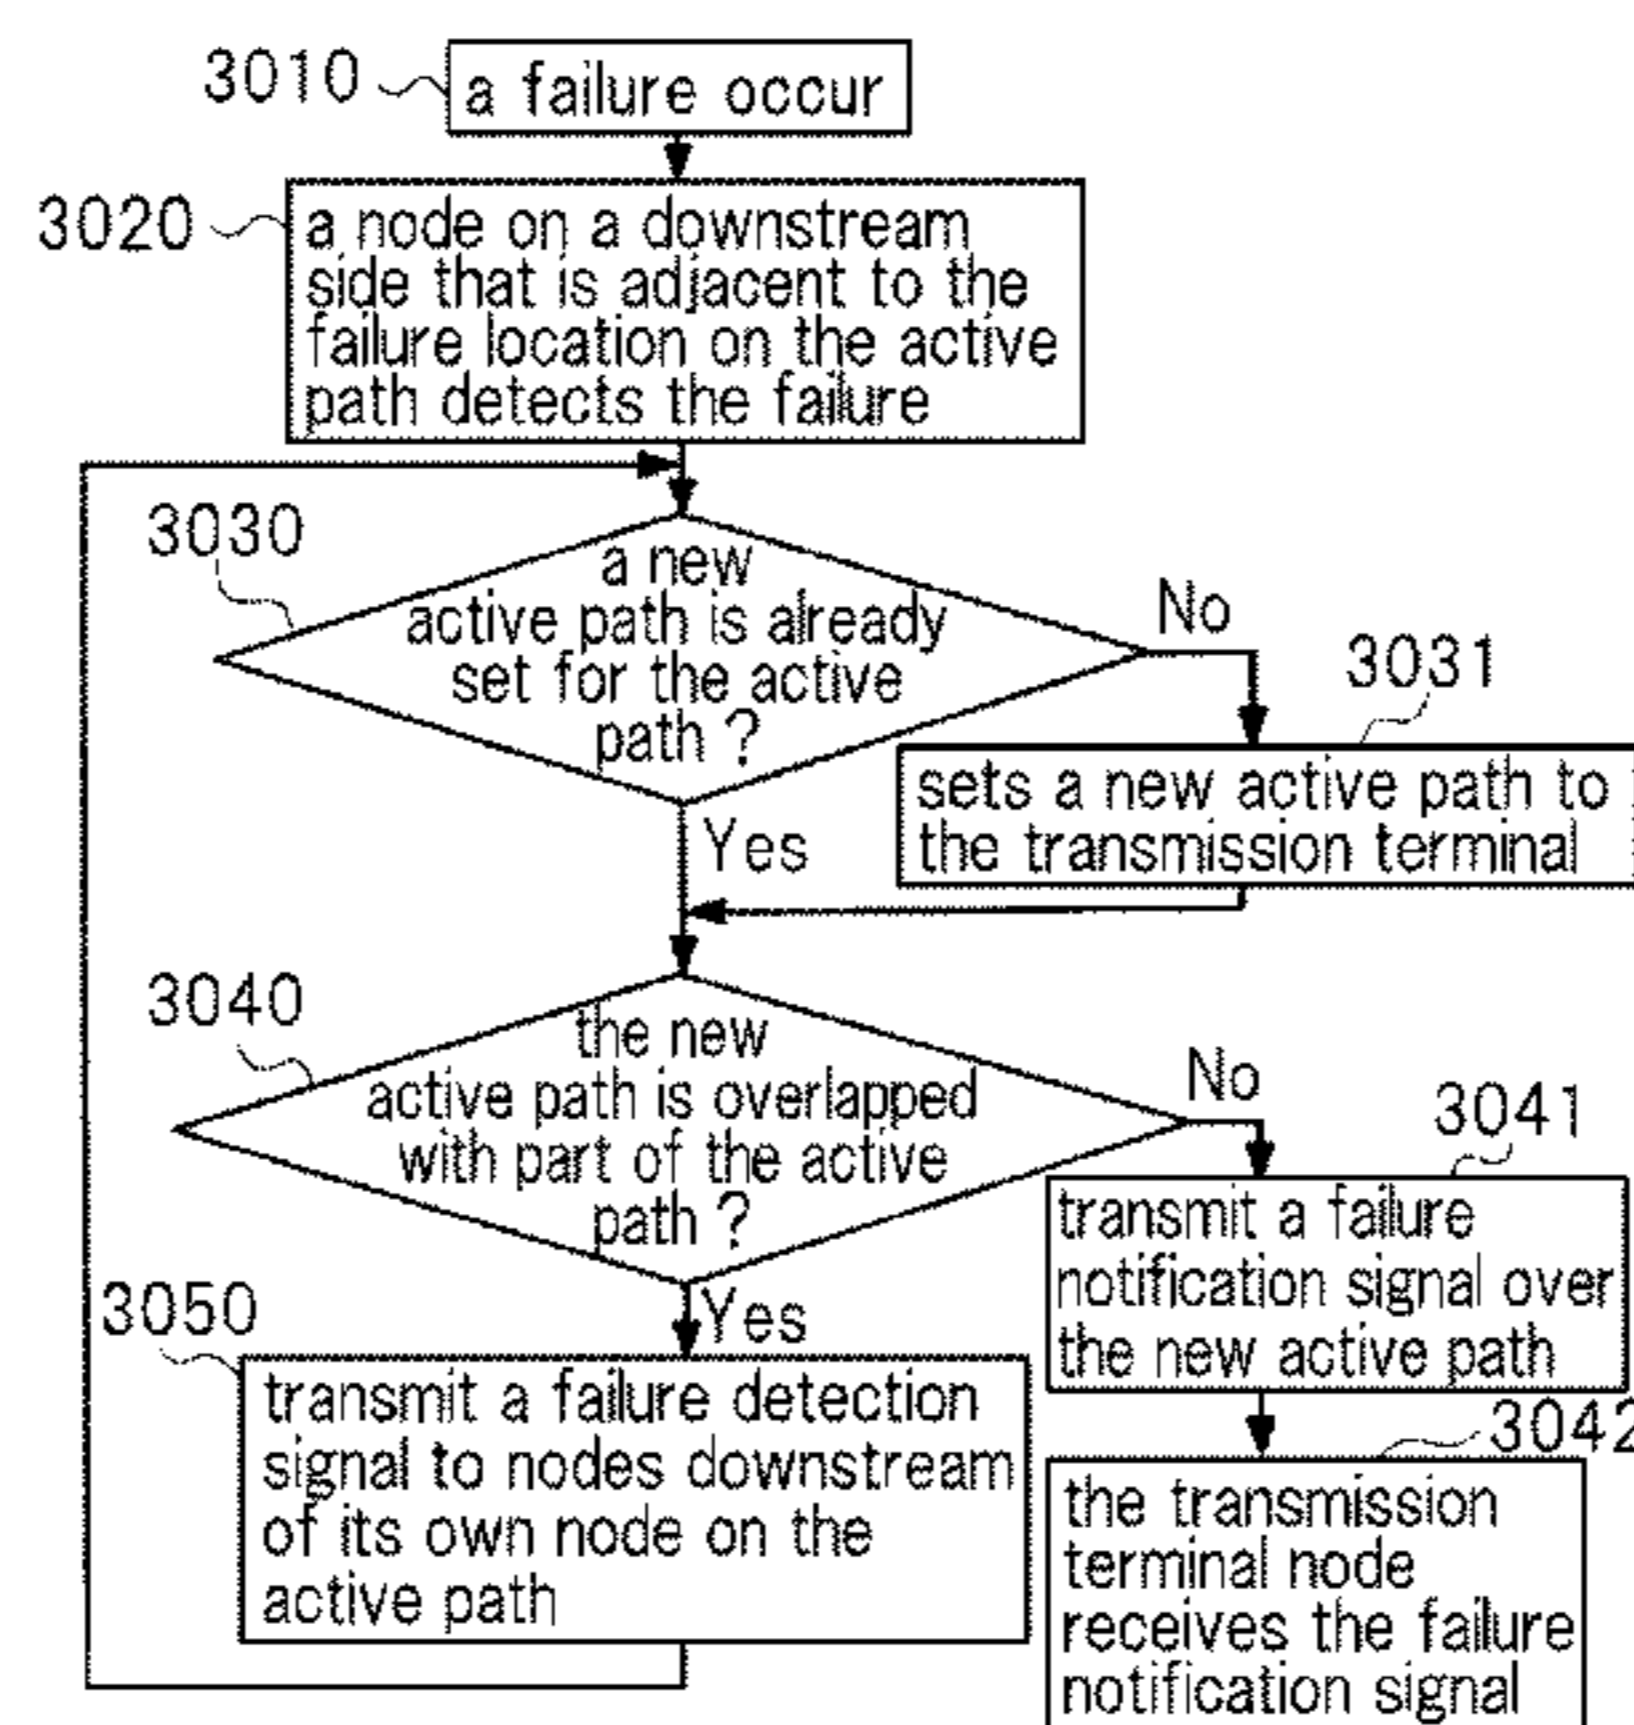 3010
a failure occur
3020
a node on a downstream
side that is adjacent to the
failure location on the active
path detects the failure
3030
a new
active path is already
set for the active
path ?
No
3031
sets a new active path to
the transmission terminal
Yes
3040
the new
active path is overlapped
with part of the active
path ?
No
3041
transmit a failure
notification signal over
the new active path
Yes
3050
transmit a failure detection
signal to nodes downstream
of its own node on the
active path
3042
the transmission
terminal node
receives the failure
notification signal